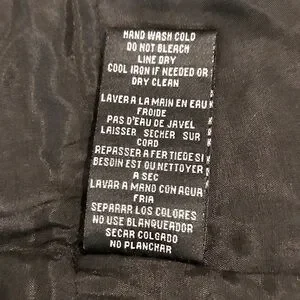 HAND WASH COLD
DO NOT BLEACH
LINE DRY
COOL IRON IF NEEDED OR
DRY CLEAN
LAVER A LA MAIN EN EAU
FROIDE
PAS D'EAU DE JAVEL
LAISSER SECHER SUR
CORD
REPASSER A FER TIEDE SI
BESOIN EST OU NETTOYER
A SEC
LAVAR A MANO CON AGUA
FRIA
SEPARAR LOS COLORES
NO USE BLANQUEADOR
SECAR COLGADO
NO PLANCHAR